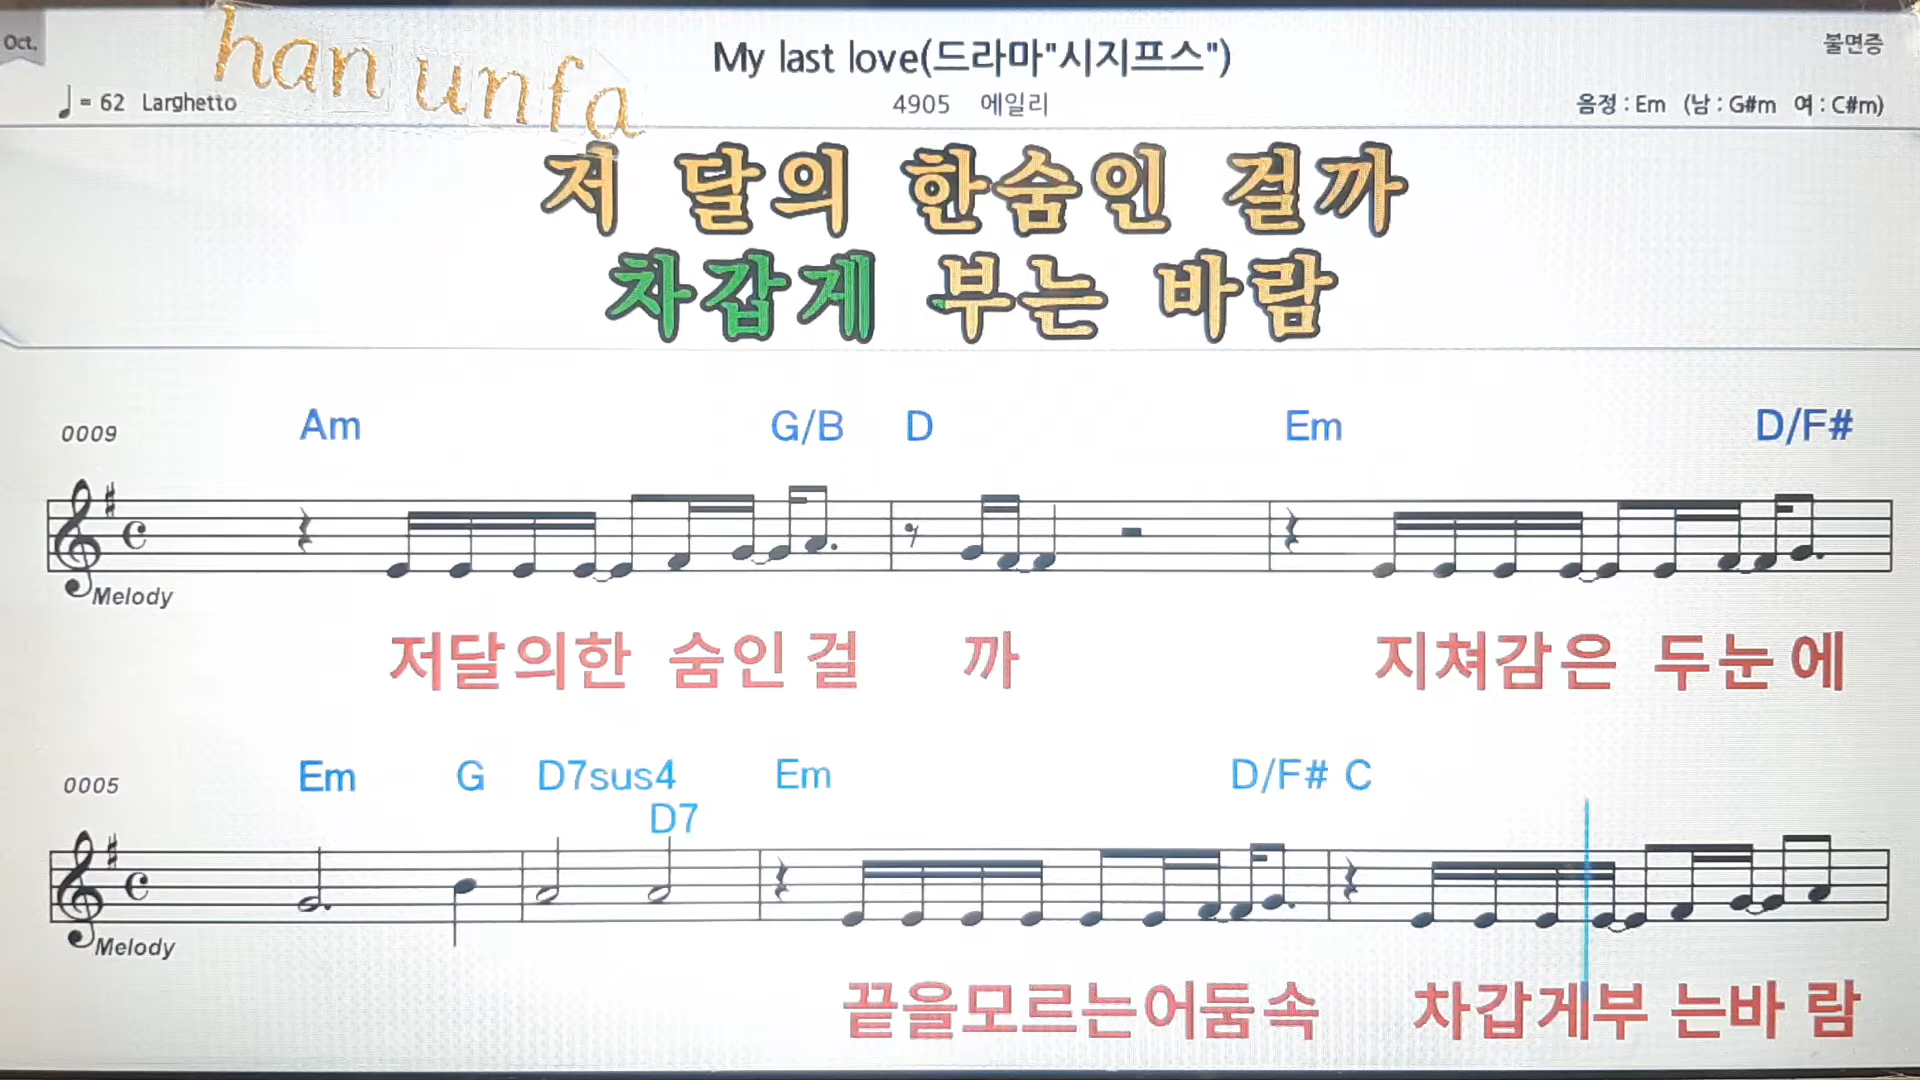 Oct.
han unfa
My last love(드라마"시지프스")
불면증
♩= 62 Larghetto
4905 에일리
음정 : Em (남 : G#m 여 : C#m)
저 달의 한숨인 걸까
차갑게 부는 바람
0009 Am G/B D Em D/F#
Melody
저달의한 숨인 걸 까 지쳐감은 두눈에
0005 Em G D7sus4 Em D/F# C
D7
Melody
끝을모르는어둠속 차갑게부 는바 람